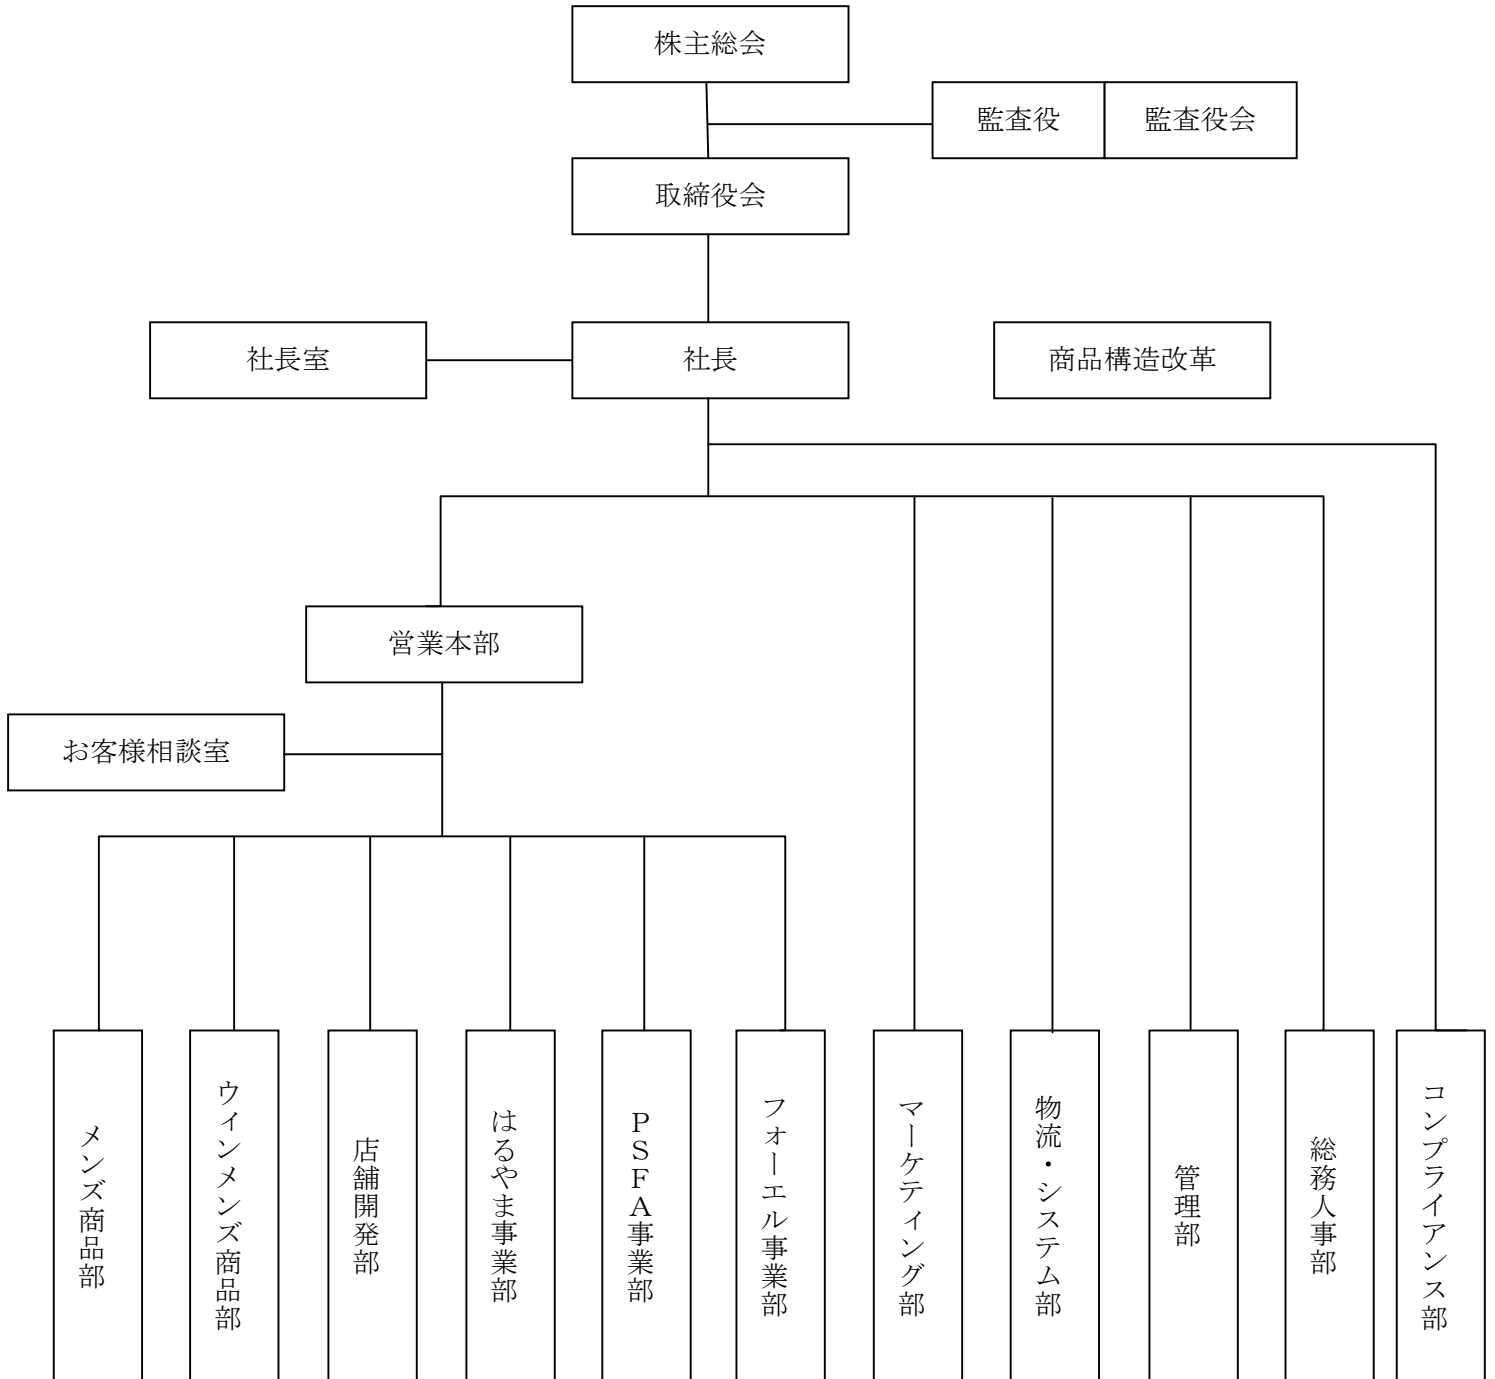 株主総会
監査役
監査役会
取締役会
社長室
社長
商品構造改革
営業本部
お客様相談室
メンズ商品部
ウィンメンズ商品部
店舗開発部
はるやま事業部
ＰＳＦＡ事業部
フォーエル事業部
マーケティング部
物流・システム部
管理部
総務人事部
コンプライアンス部